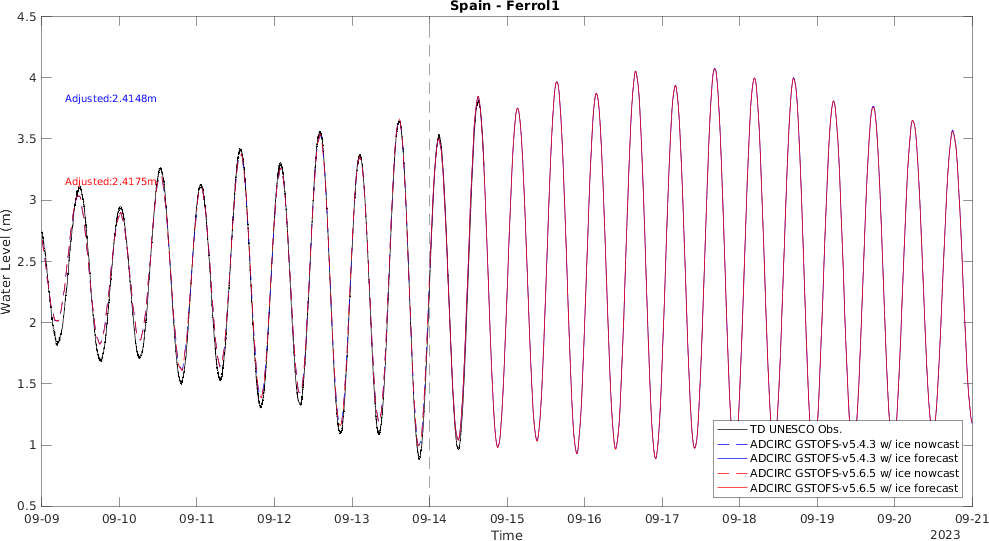 Spain - Ferrol1
4.5
4
3.5
3
2.5
2
1.5
1
0.5
Water Level (m)
Adjusted:2.4148m
Adjusted:2.4175m
TD UNESCO Obs.
ADCIRC GSTOFS-v5.4.3 w/ ice nowcast
ADCIRC GSTOFS-v5.4.3 w/ ice forecast
ADCIRC GSTOFS-v5.6.5 w/ ice nowcast
ADCIRC GSTOFS-v5.6.5 w/ ice forecast
09-09 09-10 09-11 09-12 09-13 09-14 09-15 09-16 09-17 09-18 09-19 09-20 09-21
Time
2023